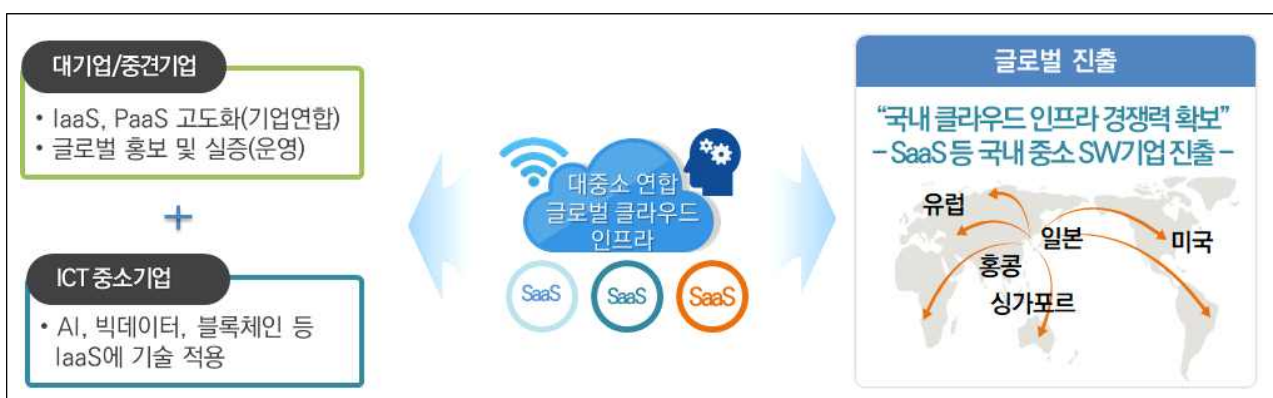 대기업/중견기업
• IaaS, PaaS 고도화(기업연합)
• 글로벌 홍보 및 실증(운영)
+
ICT 중소기업
• AI, 빅데이터, 블록체인 등
IaaS에 기술 적용
대중소 연합
글로벌 클라우드
인프라
SaaS
SaaS
SaaS
글로벌 진출
“국내 클라우드 인프라 경쟁력 확보”
– SaaS 등 국내 중소 SW기업 진출 –
유럽
일본
미국
홍콩
싱가포르